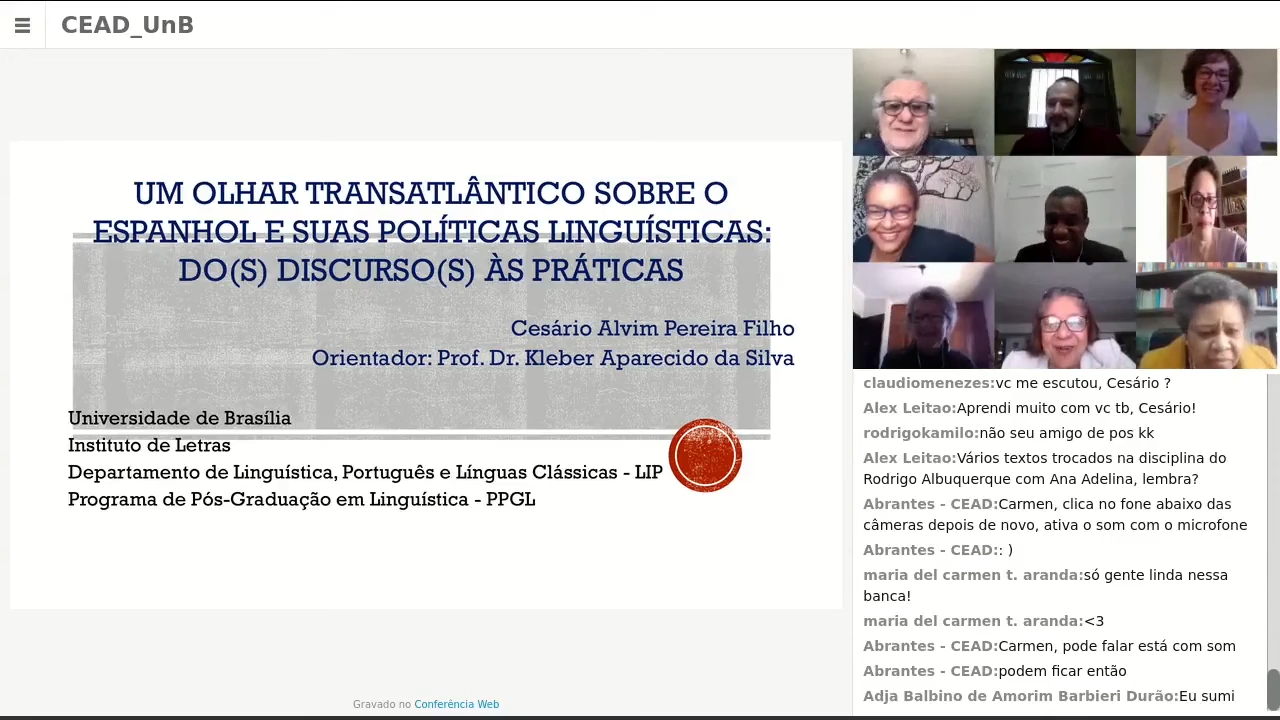 CEAD_UnB
UM OLHAR TRANSATLÂNTICO SOBRE O
ESPANHOL E SUAS POLÍTICAS LINGUÍSTICAS:
DO(S) DISCURSO(S) ÀS PRÁTICAS
Cesário Alvim Pereira Filho
Orientador: Prof. Dr. Kleber Aparecido da Silva
Universidade de Brasília
Instituto de Letras
Departamento de Linguística, Português e Línguas Clássicas - LIP
Programa de Pós-Graduação em Linguística - PPGL
Gravado no Conferência Web
claudiomenezes:vc me escutou, Cesário ?
Alex Leitao:Aprendi muito com vc tb, Cesário!
rodrigokamilo:não seu amigo de pos kk
Alex Leitao:Vários textos trocados na disciplina do
Rodrigo Albuquerque com Ana Adelina, lembra?
Abrantes - CEAD:Carmen, clica no fone abaixo das
câmeras depois de novo, ativa o som com o microfone
Abrantes - CEAD:: )
maria del carmen t. aranda:só gente linda nessa
banca!
maria del carmen t. aranda:<3
Abrantes - CEAD:Carmen, pode falar está com som
Abrantes - CEAD:podem ficar então
Adja Balbino de Amorim Barbieri Durão:Eu sumi